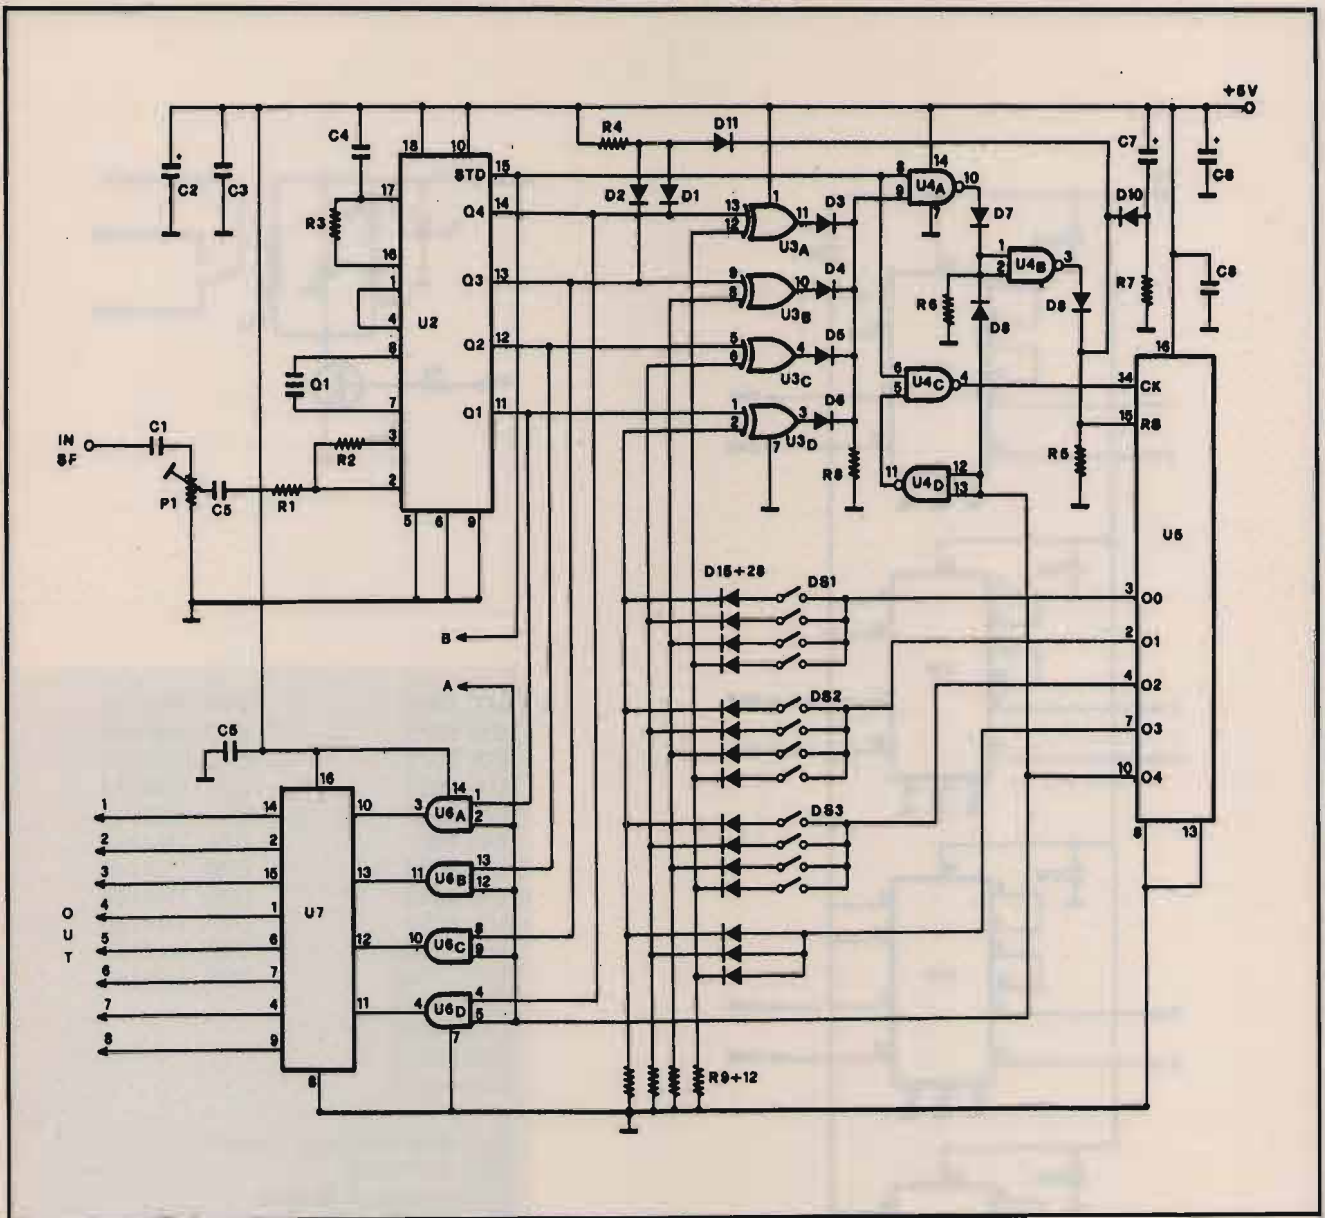 +5V
C2
C3
C4
R3
18
10
17
16
1
4
8
7
3
2
U2
STD
15
Q4
14
Q3
13
Q2
12
Q1
11
5
6
9
Q1
IN
SF
C1
P1
C5
R1
R2
R4
D11
D2
D1
1
13
12
11
U3A
D3
9
8
10
U3B
D4
5
6
4
U3C
D5
1
2
3
U3D
7
D6
R8
8
9
14
U4A
10
7
D7
1
2
U4B
3
R6
D8
D8
6
5
U4C
4
11
U4D
12
13
C7
C8
D10
R7
C8
R5
16
14
CK
15
RS
U5
3
O0
2
O1
4
O2
7
O3
10
O4
8
13
D15÷28
DS1
DS2
DS3
R9÷12
B
A
C5
16
14
1
2
3
U6A
13
12
11
U6B
8
9
10
U6C
4
5
4
U6D
7
U7
10
13
12
11
8
1
14
2
2
3
15
4
1
5
6
6
7
7
4
8
9
O
U
T